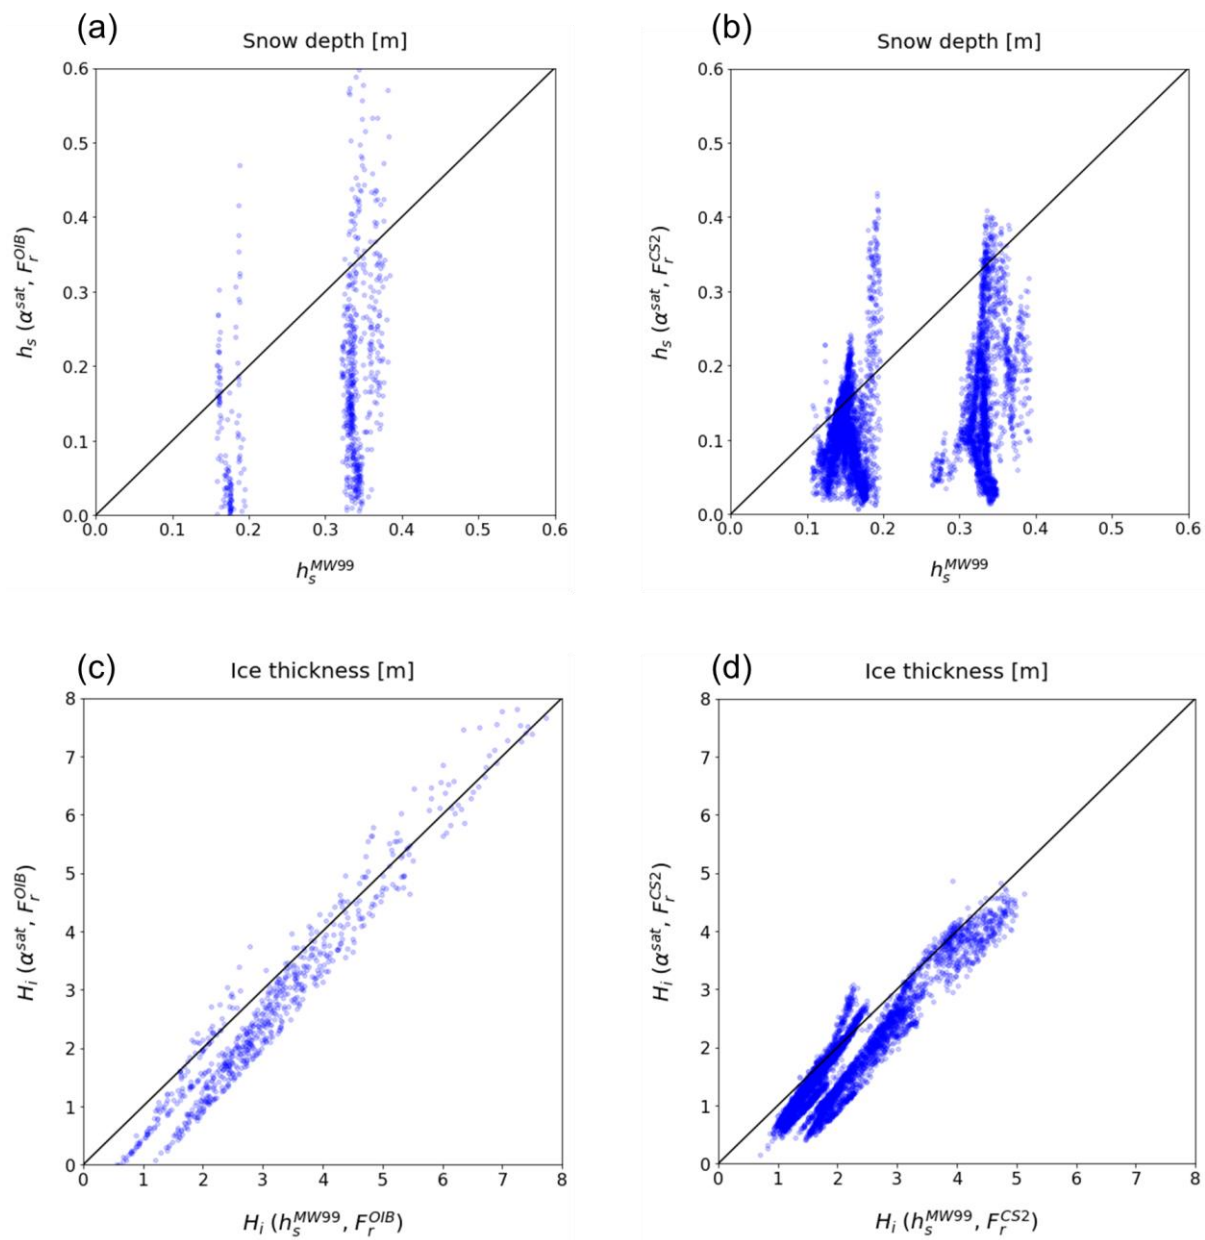 (a)
Snow depth [m]
0.6
0.5
0.4
0.3
0.2
0.1
0.0
h_s (α^sat, F_r^OIB)
0.0 0.1 0.2 0.3 0.4 0.5 0.6
h_s^MW99
(b)
Snow depth [m]
0.6
0.5
0.4
0.3
0.2
0.1
0.0
h_s (α^sat, F_r^CS2)
0.0 0.1 0.2 0.3 0.4 0.5 0.6
h_s^MW99
(c)
Ice thickness [m]
8
7
6
5
4
3
2
1
0
H_i (α^sat, F_r^OIB)
0 1 2 3 4 5 6 7 8
H_i (h_s^MW99, F_r^OIB)
(d)
Ice thickness [m]
8
7
6
5
4
3
2
1
0
H_i (α^sat, F_r^CS2)
0 1 2 3 4 5 6 7 8
H_i (h_s^MW99, F_r^CS2)